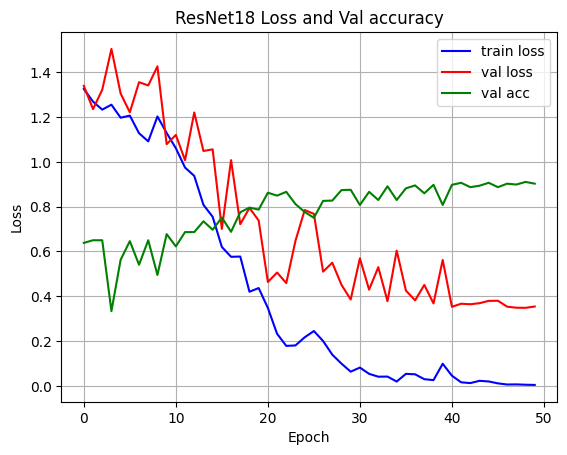 ResNet18 Loss and Val accuracy
train loss
val loss
val acc
Loss
1.4
1.2
1.0
0.8
0.6
0.4
0.2
0.0
0 10 20 30 40 50
Epoch